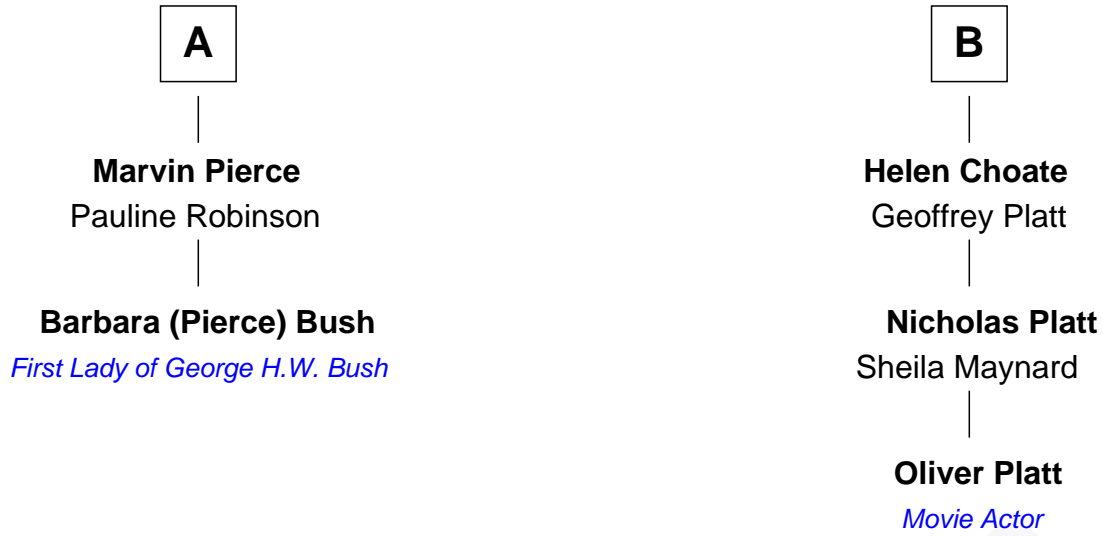 A
Marvin Pierce
Pauline Robinson
Barbara (Pierce) Bush
First Lady of George H.W. Bush
B
Helen Choate
Geoffrey Platt
Nicholas Platt
Sheila Maynard
Oliver Platt
Movie Actor